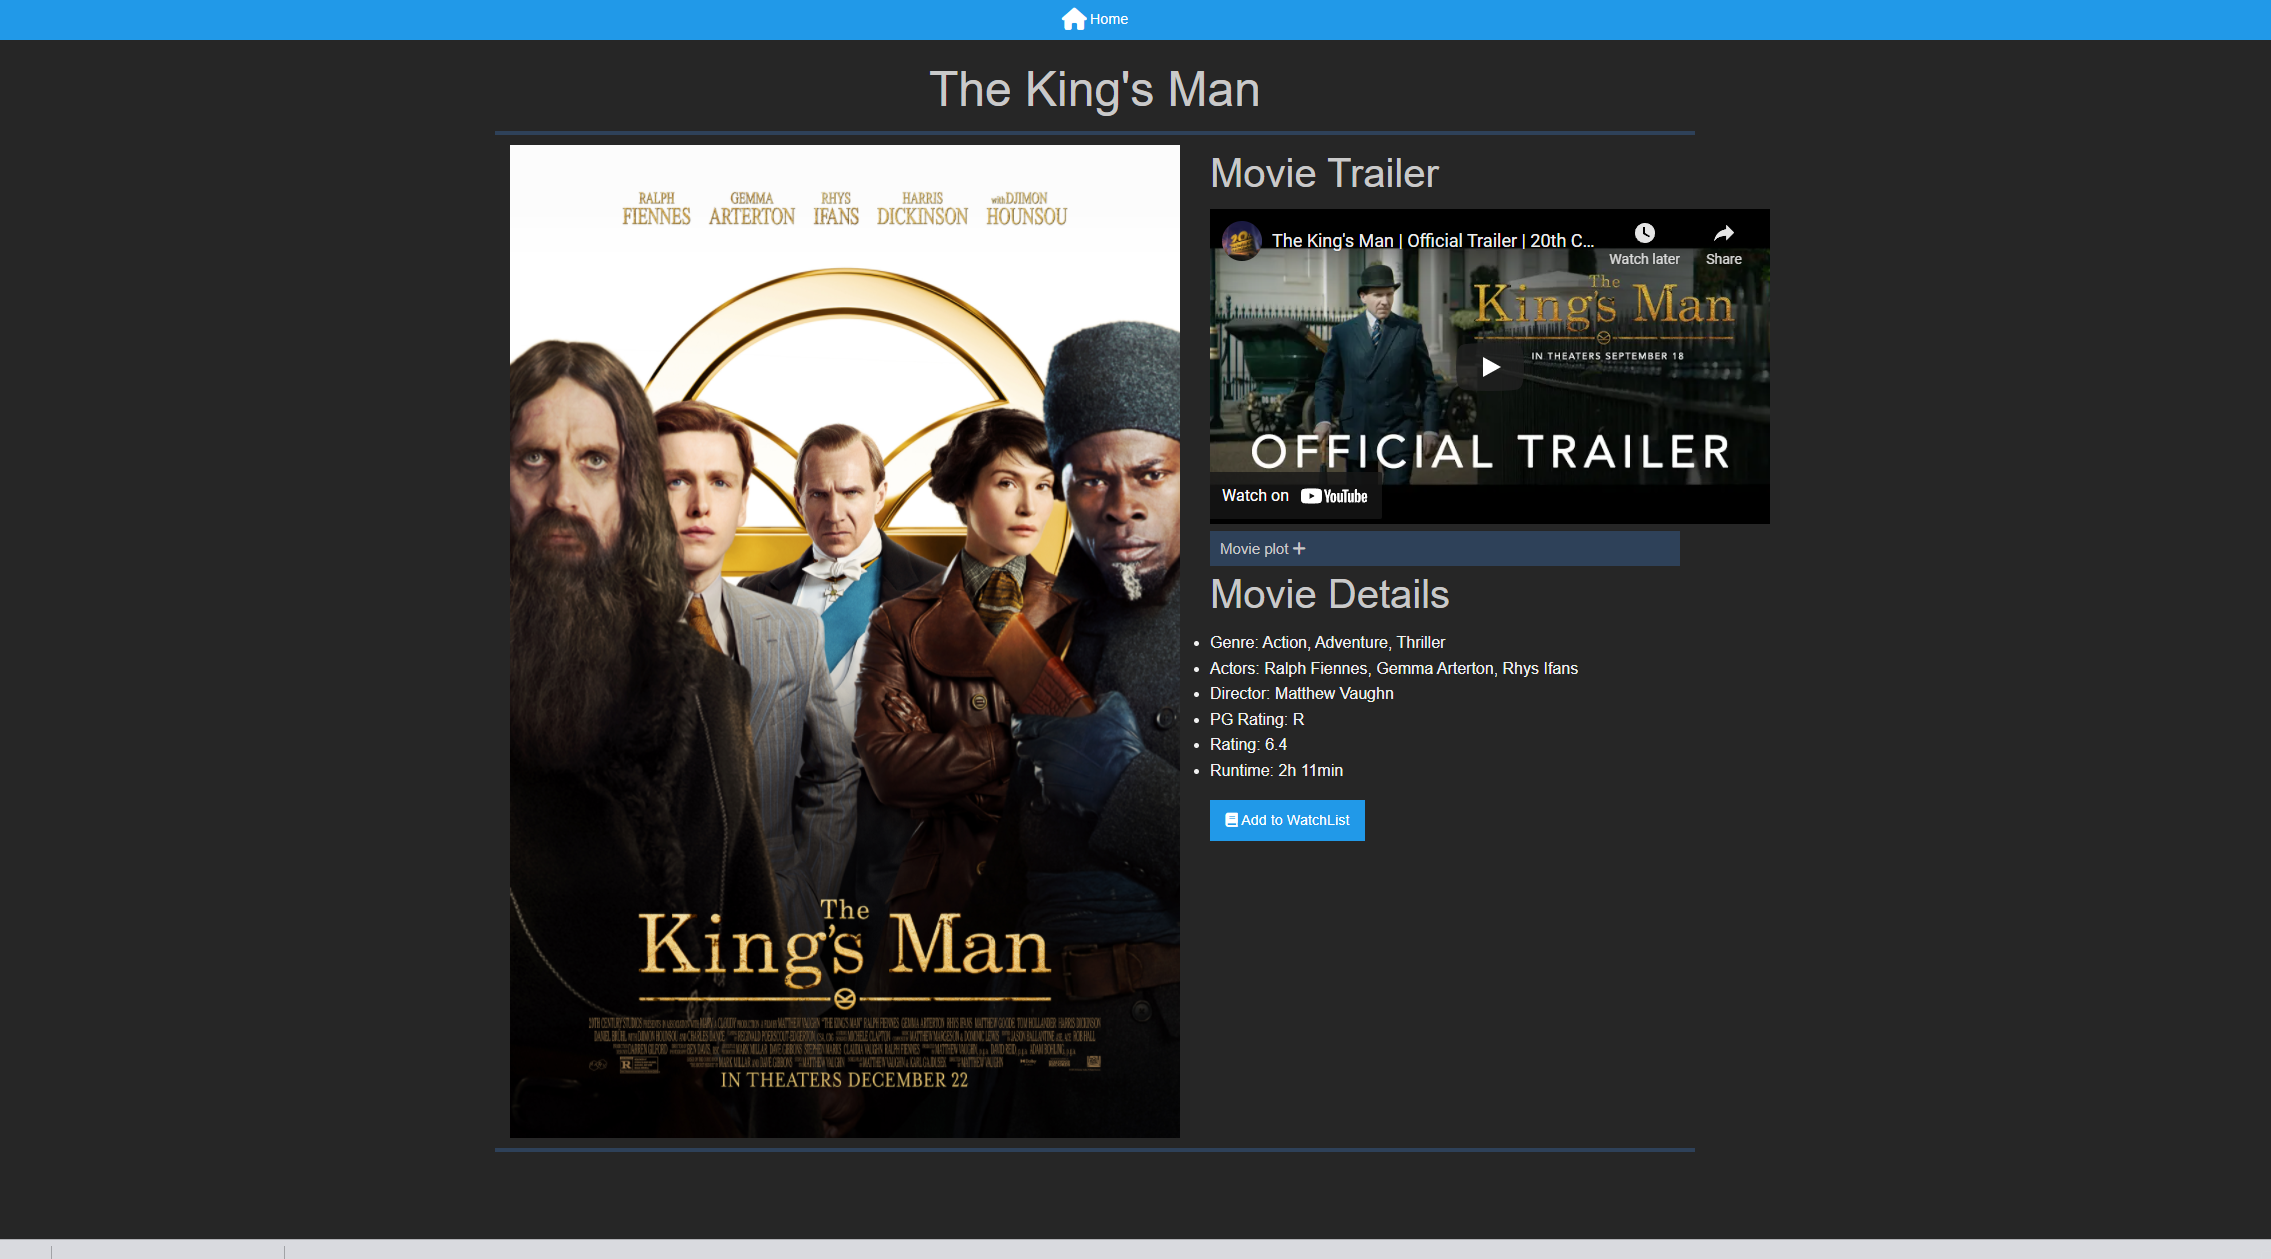 Home
The King's Man
RALPH FIENNES GEMMA ARTERTON RHYS IFANS HARRIS DICKINSON with DJIMON HOUNSOU
The
King's Man
IN THEATERS DECEMBER 22
Movie Trailer
The King's Man | Official Trailer | 20th C...
Watch later
Share
The
King's Man
IN THEATERS SEPTEMBER 18
OFFICIAL TRAILER
Watch on YouTube
Movie plot +
Movie Details
• Genre: Action, Adventure, Thriller
• Actors: Ralph Fiennes, Gemma Arterton, Rhys Ifans
• Director: Matthew Vaughn
• PG Rating: R
• Rating: 6.4
• Runtime: 2h 11min
Add to WatchList